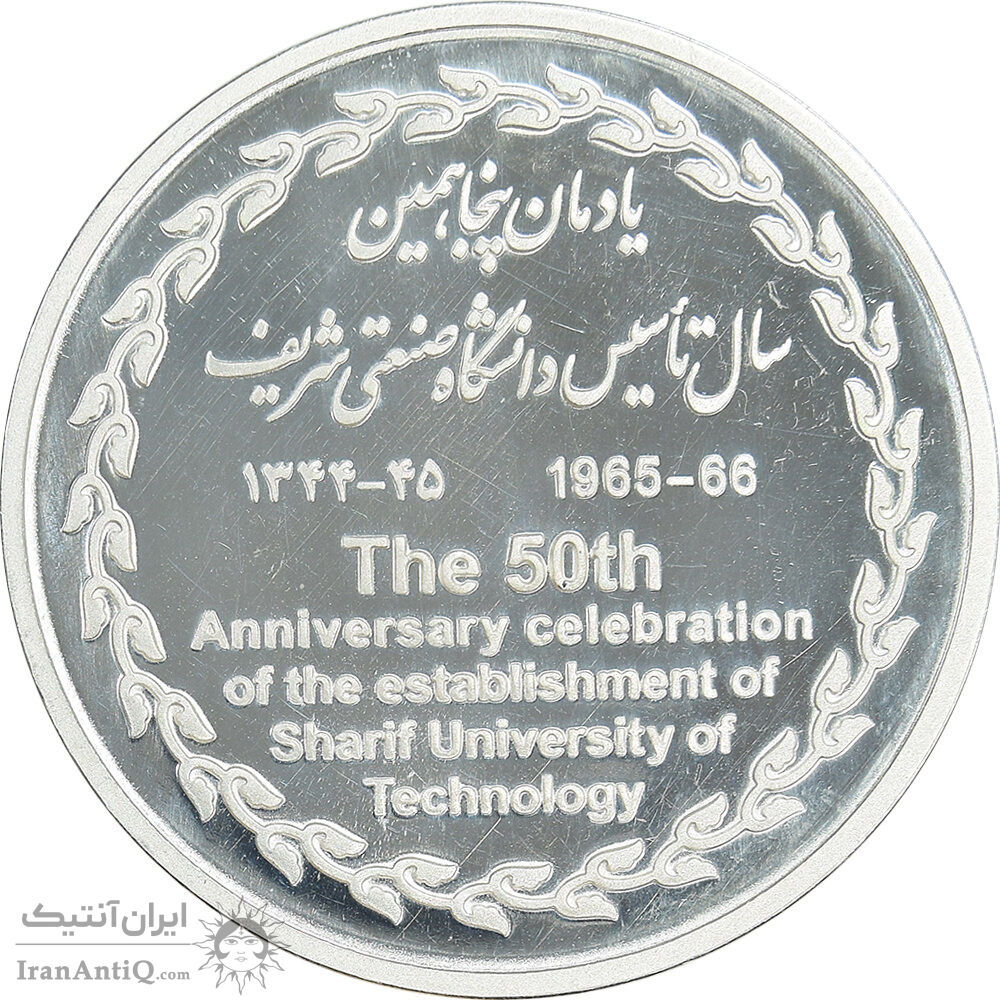 یادمان پنجاهمین
سال تأسیس دانشگاه صنعتی شریف
۱۳۴۴-۴۵ 1965-66
The 50th
Anniversary celebration
of the establishment of
Sharif University of
Technology
ایران آنتیک
IranAntiQ.com